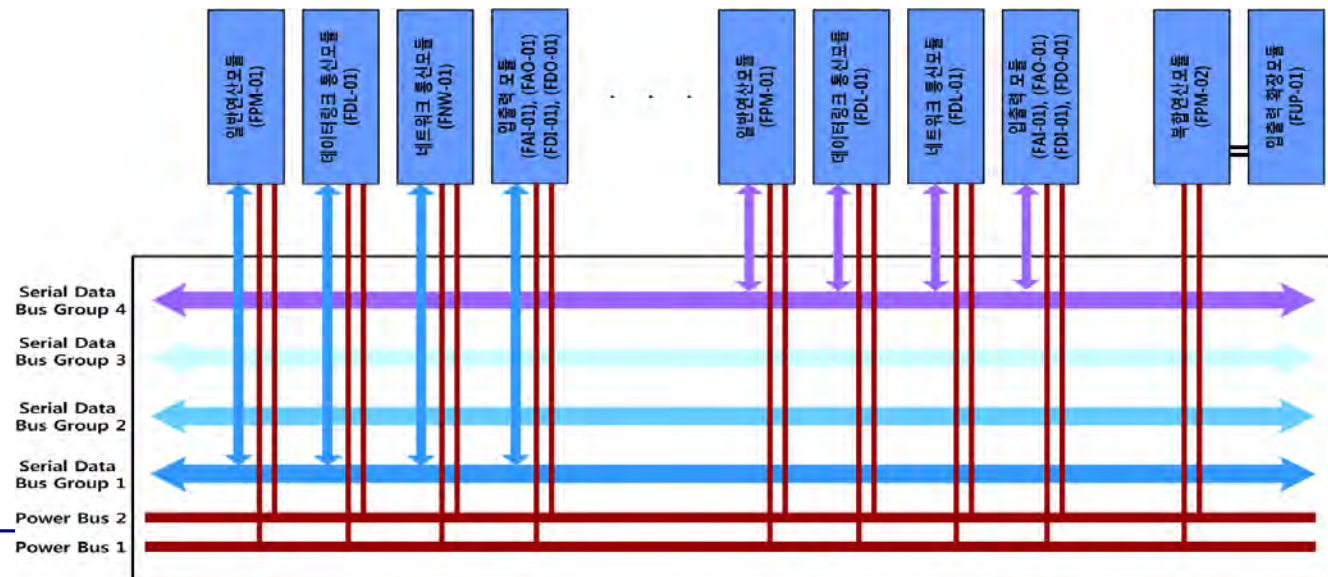 일반연산모듈
(FPM-01)
데이터링크 통신모듈
(FDL-01)
네트워크 통신모듈
(FNW-01)
입출력 모듈
(FAI-01), (FAO-01)
(FDI-01), (FDO-01)
. . .
일반연산모듈
(FPM-01)
데이터링크 통신모듈
(FDL-01)
네트워크 통신모듈
(FDL-01)
입출력 모듈
(FAI-01), (FAO-01)
(FDI-01), (FDO-01)
복합연산모듈
(FPM-02)
입출력 확장모듈
(FUP-01)
Serial Data
Bus Group 4
Serial Data
Bus Group 3
Serial Data
Bus Group 2
Serial Data
Bus Group 1
Power Bus 2
Power Bus 1